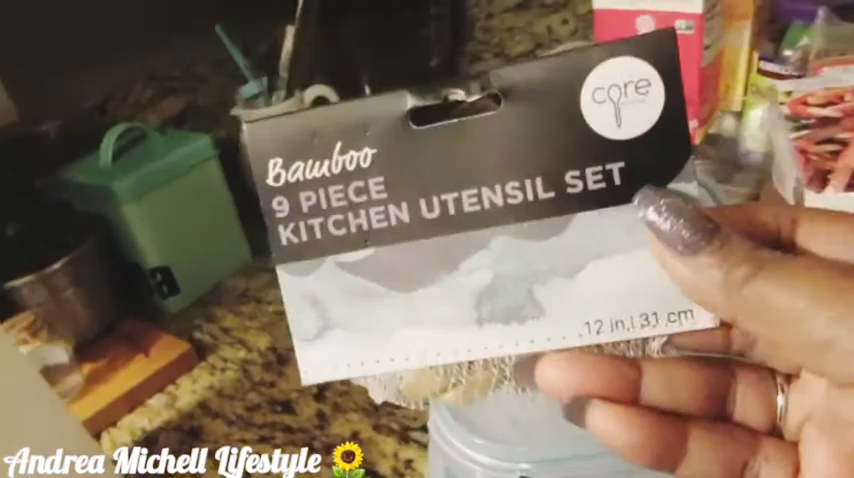 core
Bamboo
9 PIECE
KITCHEN UTENSIL SET
12 in.| 31 cm
a
Andrea Michell Lifestyle 🌻